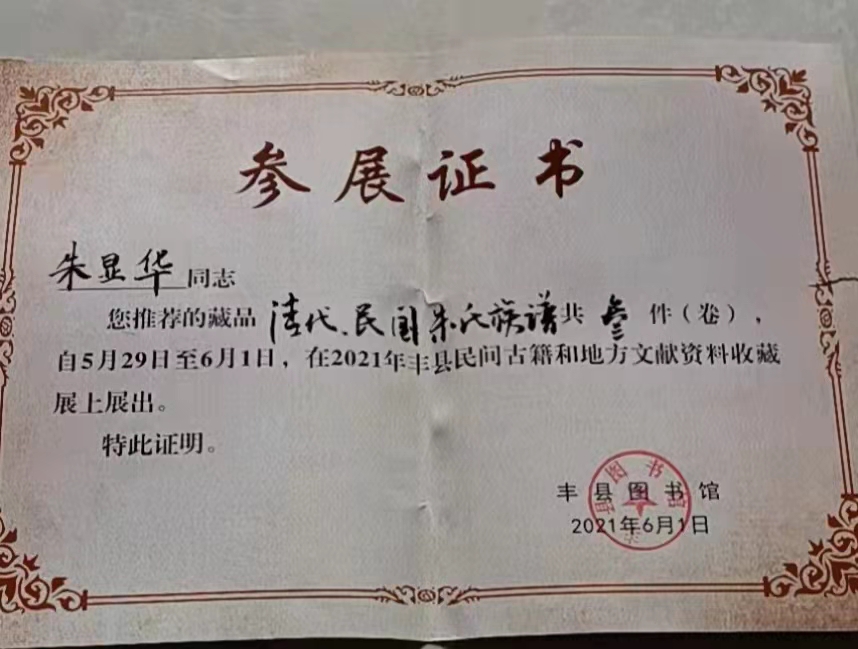 参展证书
朱显华同志
您推荐的藏品清代、民国朱氏族谱共叁件（卷），
自5月29日至6月1日，在2021年丰县民间古籍和地方文献资料收藏
展上展出。
特此证明。
丰县图书馆
2021年6月1日